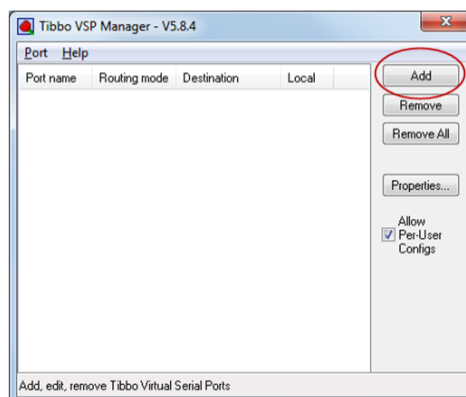 Tibbo VSP Manager - V5.8.4
Port Help
Port name Routing mode Destination Local
Add
Remove
Remove All
Properties...
Allow
Per-User
Configs
Add, edit, remove Tibbo Virtual Serial Ports